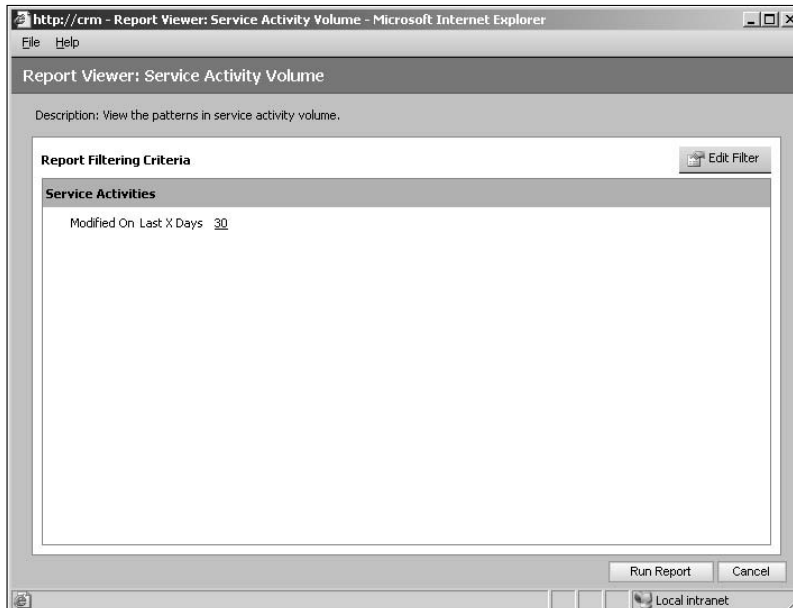 http://crm - Report Viewer: Service Activity Volume - Microsoft Internet Explorer
File Help
Report Viewer: Service Activity Volume
Description: View the patterns in service activity volume.
Report Filtering Criteria
Edit Filter
Service Activities
Modified On Last X Days 30
Run Report Cancel
Local intranet